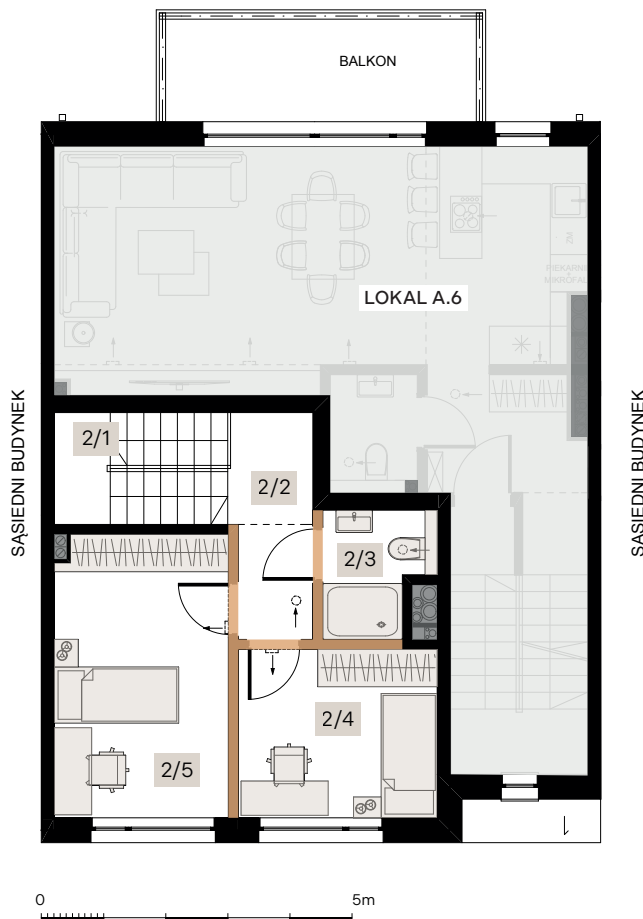 BALKON
ZM
PIEKARNIK
MIKROFALA
LOKAL A.6
SĄSIEDNI BUDYNEK
SĄSIEDNI BUDYNEK
2/1
2/2
2/3
2/4
2/5
0
5m